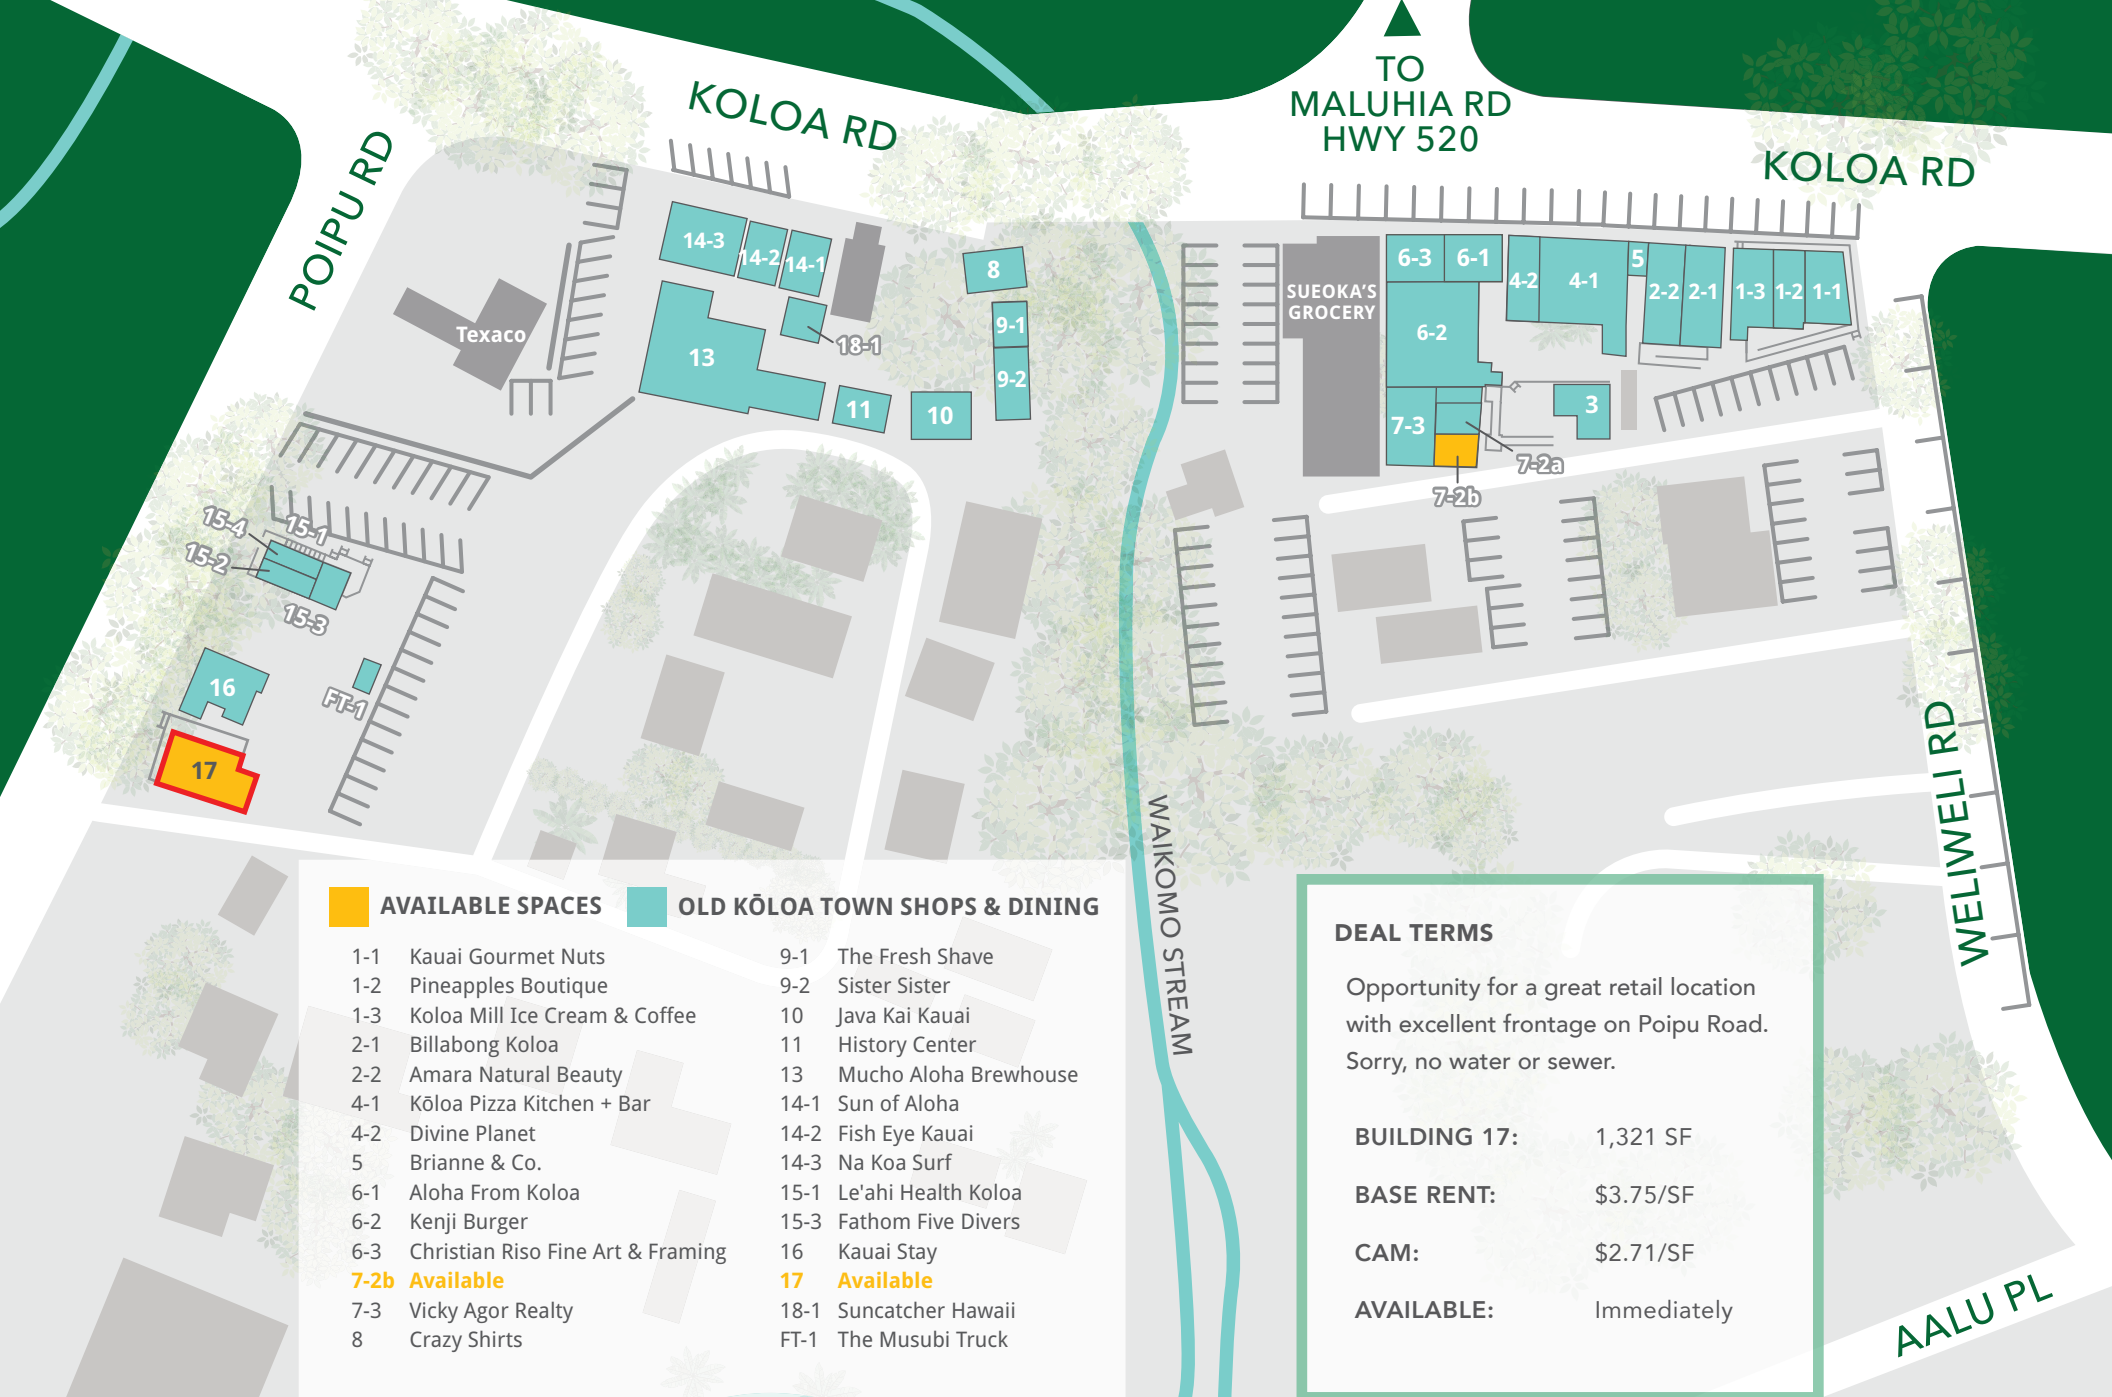 TO
MALUHIA RD
HWY 520
KOLOA RD
KOLOA RD
POIPU RD
14-3
14-2
14-1
18-1
13
11
10
8
9-1
9-2
Texaco
SUEOKA'S
GROCERY
6-3
6-1
6-2
4-2
4-1
5
2-2
2-1
1-3
1-2
1-1
7-3
3
7-2a
7-2b
15-4
15-1
15-2
15-3
16
FT-1
17
WAIKOMO STREAM
WELIWELI RD
AALU PL
AVAILABLE SPACES
OLD KŌLOA TOWN SHOPS & DINING
1-1 Kauai Gourmet Nuts
1-2 Pineapples Boutique
1-3 Koloa Mill Ice Cream & Coffee
2-1 Billabong Koloa
2-2 Amara Natural Beauty
4-1 Kōloa Pizza Kitchen + Bar
4-2 Divine Planet
5 Brianne & Co.
6-1 Aloha From Koloa
6-2 Kenji Burger
6-3 Christian Riso Fine Art & Framing
7-2b Available
7-3 Vicky Agor Realty
8 Crazy Shirts
9-1 The Fresh Shave
9-2 Sister Sister
10 Java Kai Kauai
11 History Center
13 Mucho Aloha Brewhouse
14-1 Sun of Aloha
14-2 Fish Eye Kauai
14-3 Na Koa Surf
15-1 Le'ahi Health Koloa
15-3 Fathom Five Divers
16 Kauai Stay
17 Available
18-1 Suncatcher Hawaii
FT-1 The Musubi Truck
DEAL TERMS
Opportunity for a great retail location
with excellent frontage on Poipu Road.
Sorry, no water or sewer.
BUILDING 17: 1,321 SF
BASE RENT: $3.75/SF
CAM: $2.71/SF
AVAILABLE: Immediately